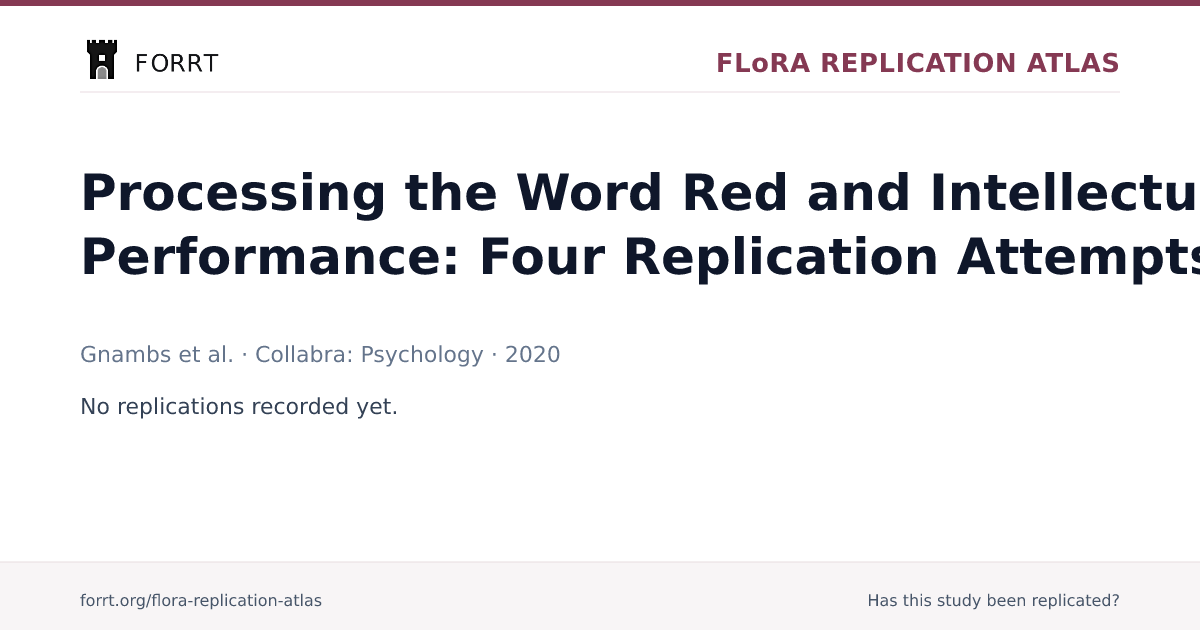 FORRT
FLoRA REPLICATION ATLAS
Processing the Word Red and Intellectu
Performance: Four Replication Attempts
Gnambs et al. · Collabra: Psychology · 2020
No replications recorded yet.
forrt.org/flora-replication-atlas
Has this study been replicated?